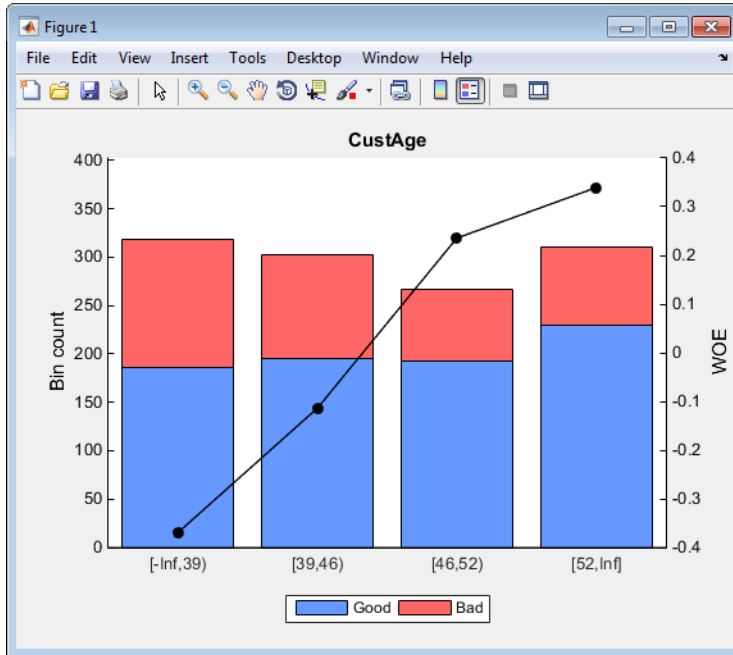 Figure 1
File Edit View Insert Tools Desktop Window Help
CustAge
400
350
300
250
200
150
100
50
0
Bin count
0.4
0.3
0.2
0.1
0
-0.1
-0.2
-0.3
-0.4
WOE
[-Inf,39) [39,46) [46,52) [52,Inf]
Good Bad